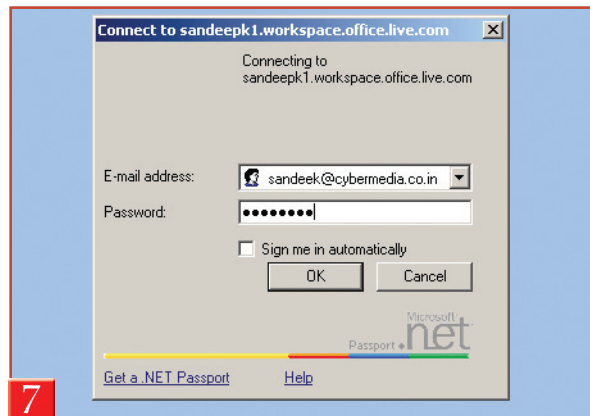 Connect to sandeepk1.workspace.office.live.com
Connecting to
sandeepk1.workspace.office.live.com
E-mail address:
sandeek@cybermedia.co.in
Password:
●●●●●●●●
Sign me in automatically
OK
Cancel
Microsoft
Passport
net
Get a .NET Passport
Help
7